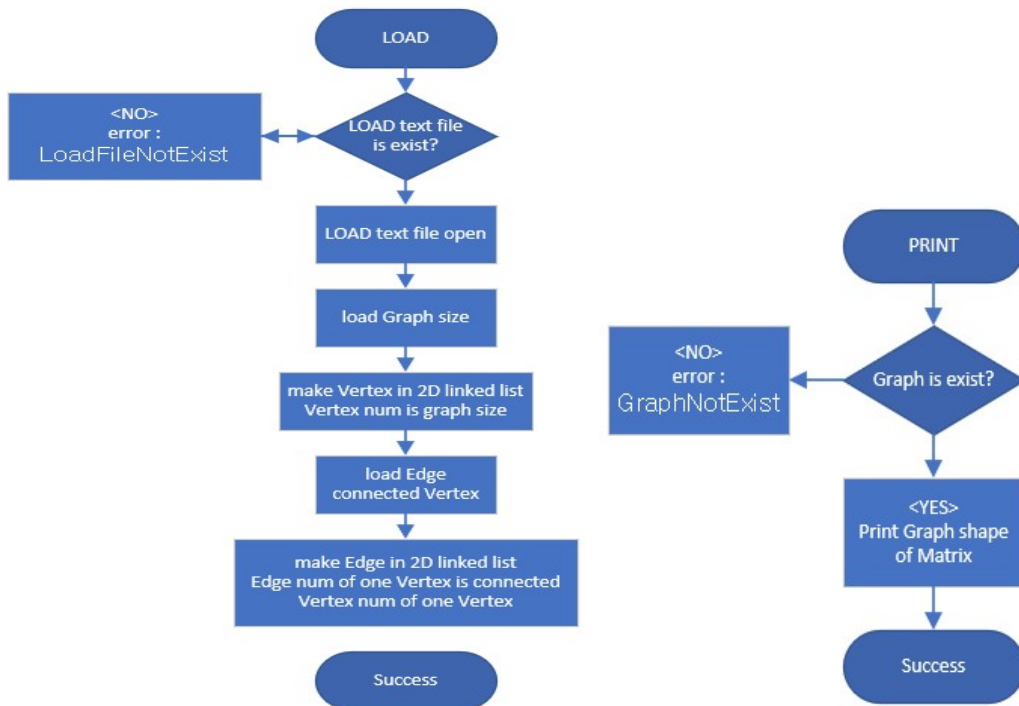 LOAD
<NO>
error :
LoadFileNotExist
LOAD text file
is exist?
LOAD text file open
load Graph size
make Vertex in 2D linked list
Vertex num is graph size
load Edge
connected Vertex
make Edge in 2D linked list
Edge num of one Vertex is connected
Vertex num of one Vertex
Success
PRINT
<NO>
error :
GraphNotExist
Graph is exist?
<YES>
Print Graph shape
of Matrix
Success